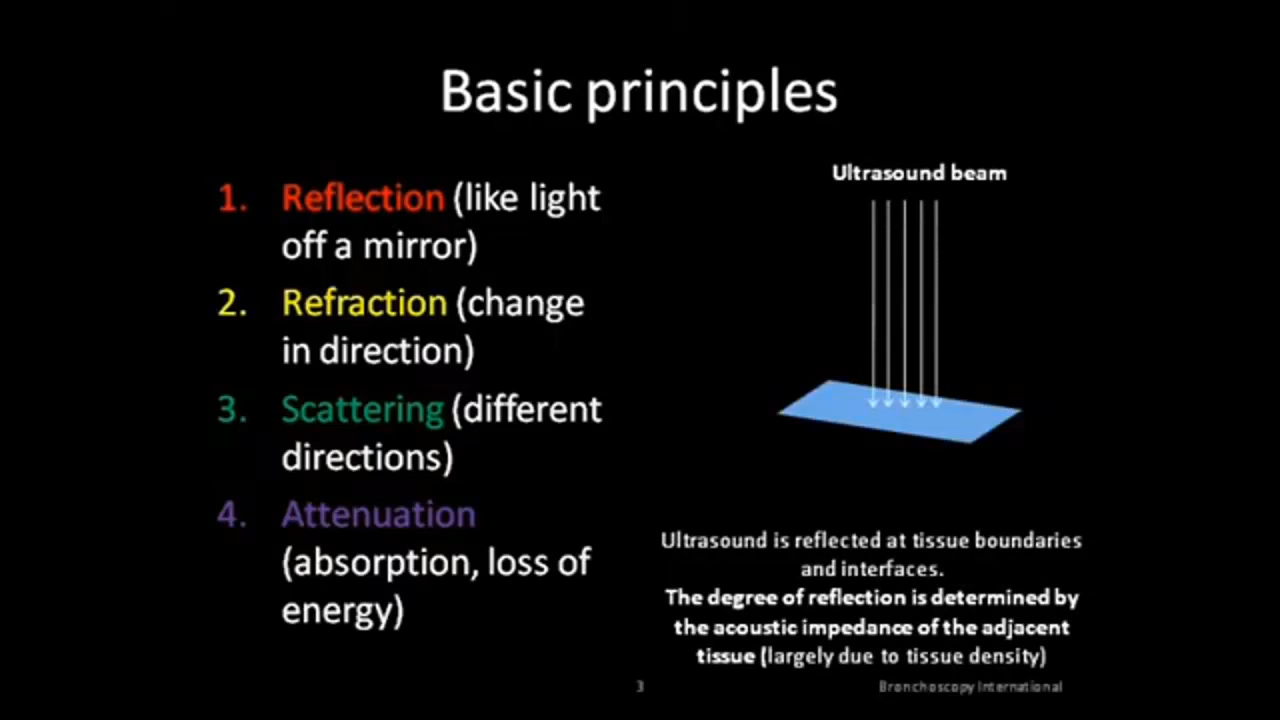 Basic principles
1. Reflection (like light
off a mirror)
2. Refraction (change
in direction)
3. Scattering (different
directions)
4. Attenuation
(absorption, loss of
energy)
Ultrasound beam
Ultrasound is reflected at tissue boundaries
and interfaces.
The degree of reflection is determined by
the acoustic impedance of the adjacent
tissue (largely due to tissue density)
3
Bronchoscopy International